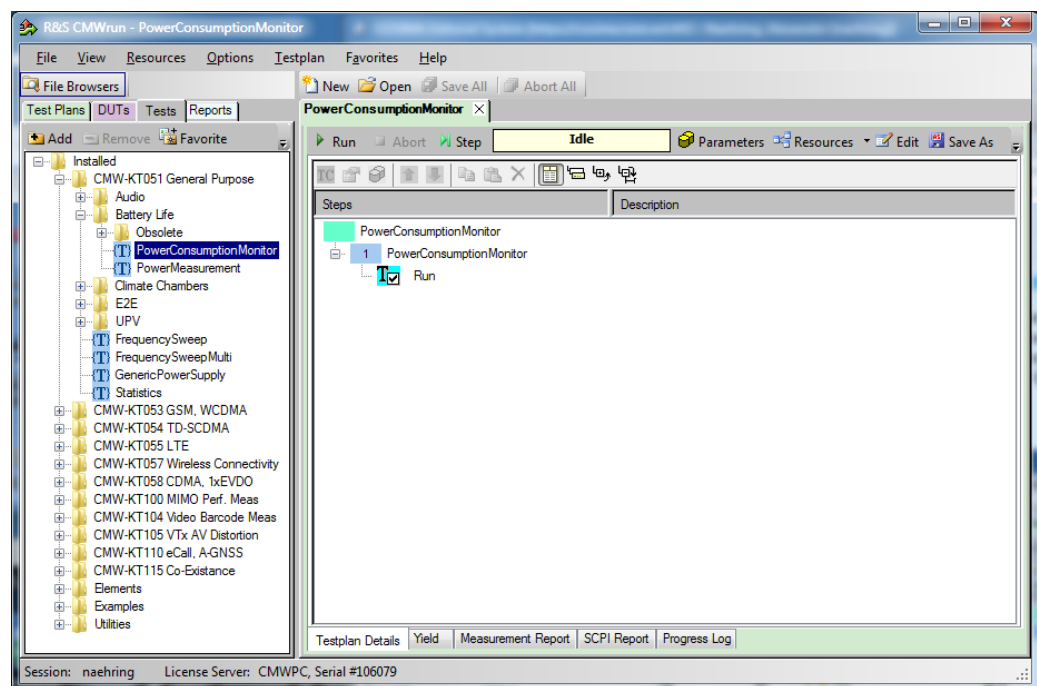 R&S CMWrun - PowerConsumptionMonitor
File View Resources Options Testplan Favorites Help
File Browsers
New Open Save All Abort All
Test Plans DUTs Tests Reports
PowerConsumptionMonitor
Add Remove Favorite
Run Abort Step Idle Parameters Resources Edit Save As
TC
Steps Description
PowerConsumptionMonitor
1 PowerConsumptionMonitor
T Run
Installed
CMW-KT051 General Purpose
Audio
Battery Life
Obsolete
{T} PowerConsumptionMonitor
{T} PowerMeasurement
Climate Chambers
E2E
UPV
{T} FrequencySweep
{T} FrequencySweepMulti
{T} GenericPowerSupply
{T} Statistics
CMW-KT053 GSM, WCDMA
CMW-KT054 TD-SCDMA
CMW-KT055 LTE
CMW-KT057 Wireless Connectivity
CMW-KT058 CDMA, 1xEVDO
CMW-KT100 MIMO Perf. Meas
CMW-KT104 Video Barcode Meas
CMW-KT105 VTx AV Distortion
CMW-KT110 eCall, A-GNSS
CMW-KT115 Co-Existance
Elements
Examples
Utilities
Testplan Details Yield Measurement Report SCPI Report Progress Log
Session: naehring License Server: CMWPC, Serial #106079